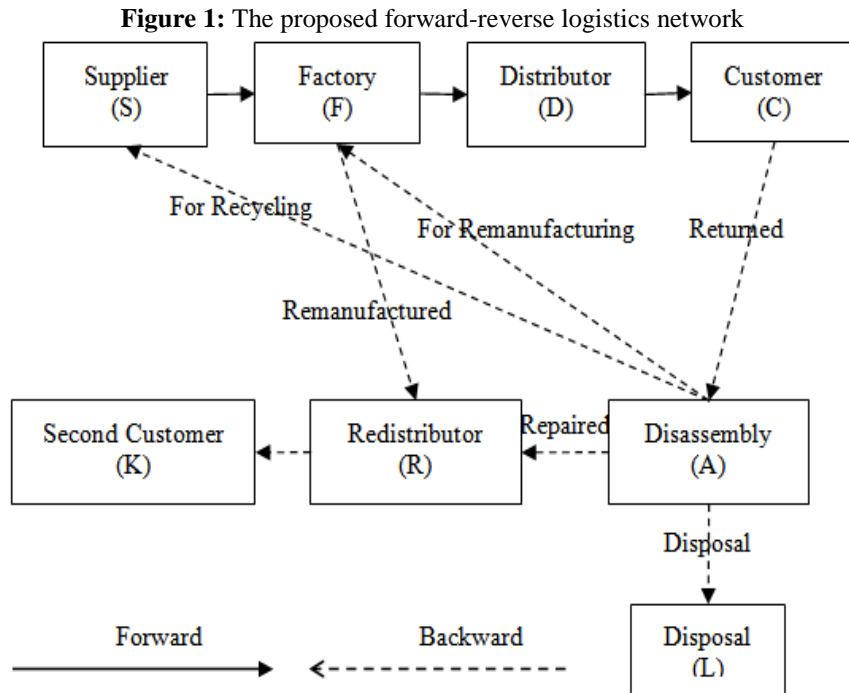 Figure 1: The proposed forward-reverse logistics network
Supplier
(S)
Factory
(F)
Distributor
(D)
Customer
(C)
For Recycling
For Remanufacturing
Returned
Remanufactured
Second Customer
(K)
Redistributor
(R)
Repaired
Disassembly
(A)
Disposal
Forward
Backward
Disposal
(L)